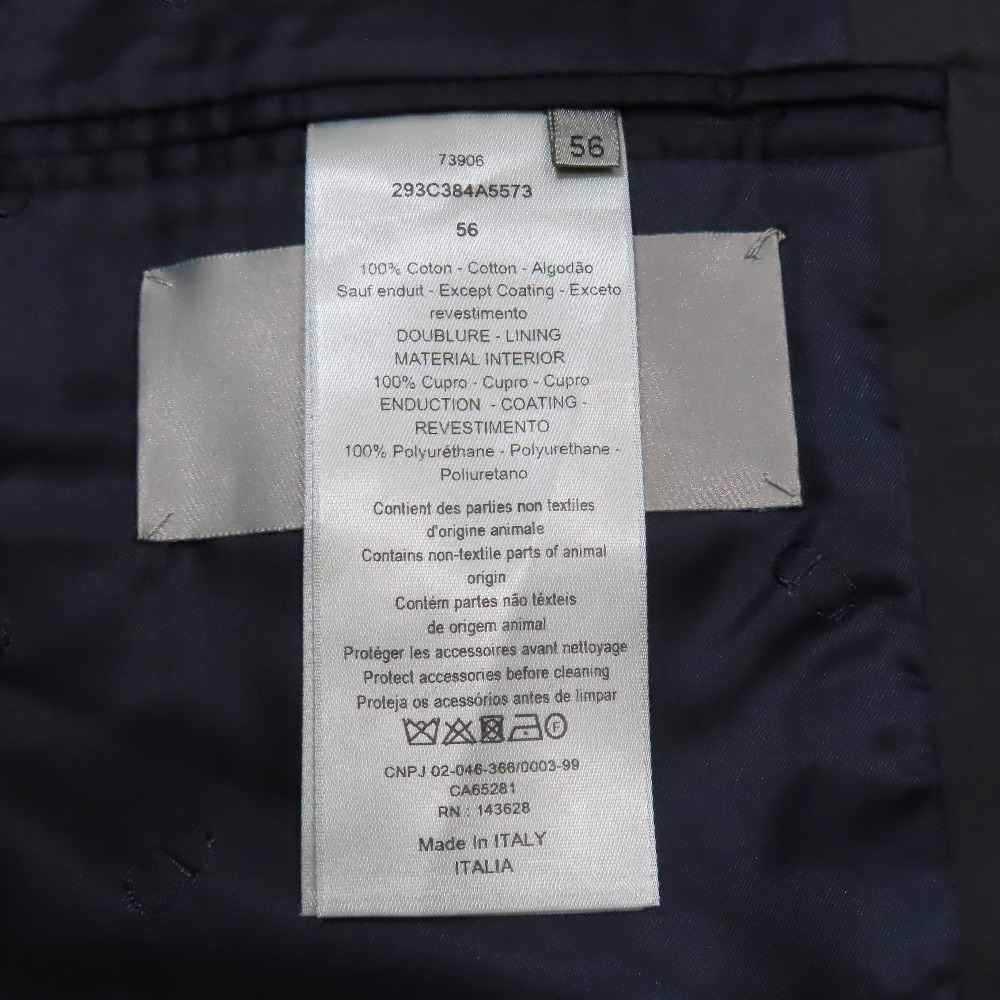 56
73906
293C384A5573
56
100% Coton - Cotton - Algodão
Sauf enduit - Except Coating - Exceto
revestimento
DOUBLURE - LINING
MATERIAL INTERIOR
100% Cupro - Cupro - Cupro
ENDUCTION - COATING -
REVESTIMENTO
100% Polyuréthane - Polyurethane -
Poliuretano
Contient des parties non textiles
d'origine animale
Contains non-textile parts of animal
origin
Contém partes não têxteis
de origem animal
Protéger les accessoires avant nettoyage
Protect accessories before cleaning
Proteja os acessórios antes de limpar
F
CNPJ 02-046-366/0003-99
CA65281
RN : 143628
Made In ITALY
ITALIA